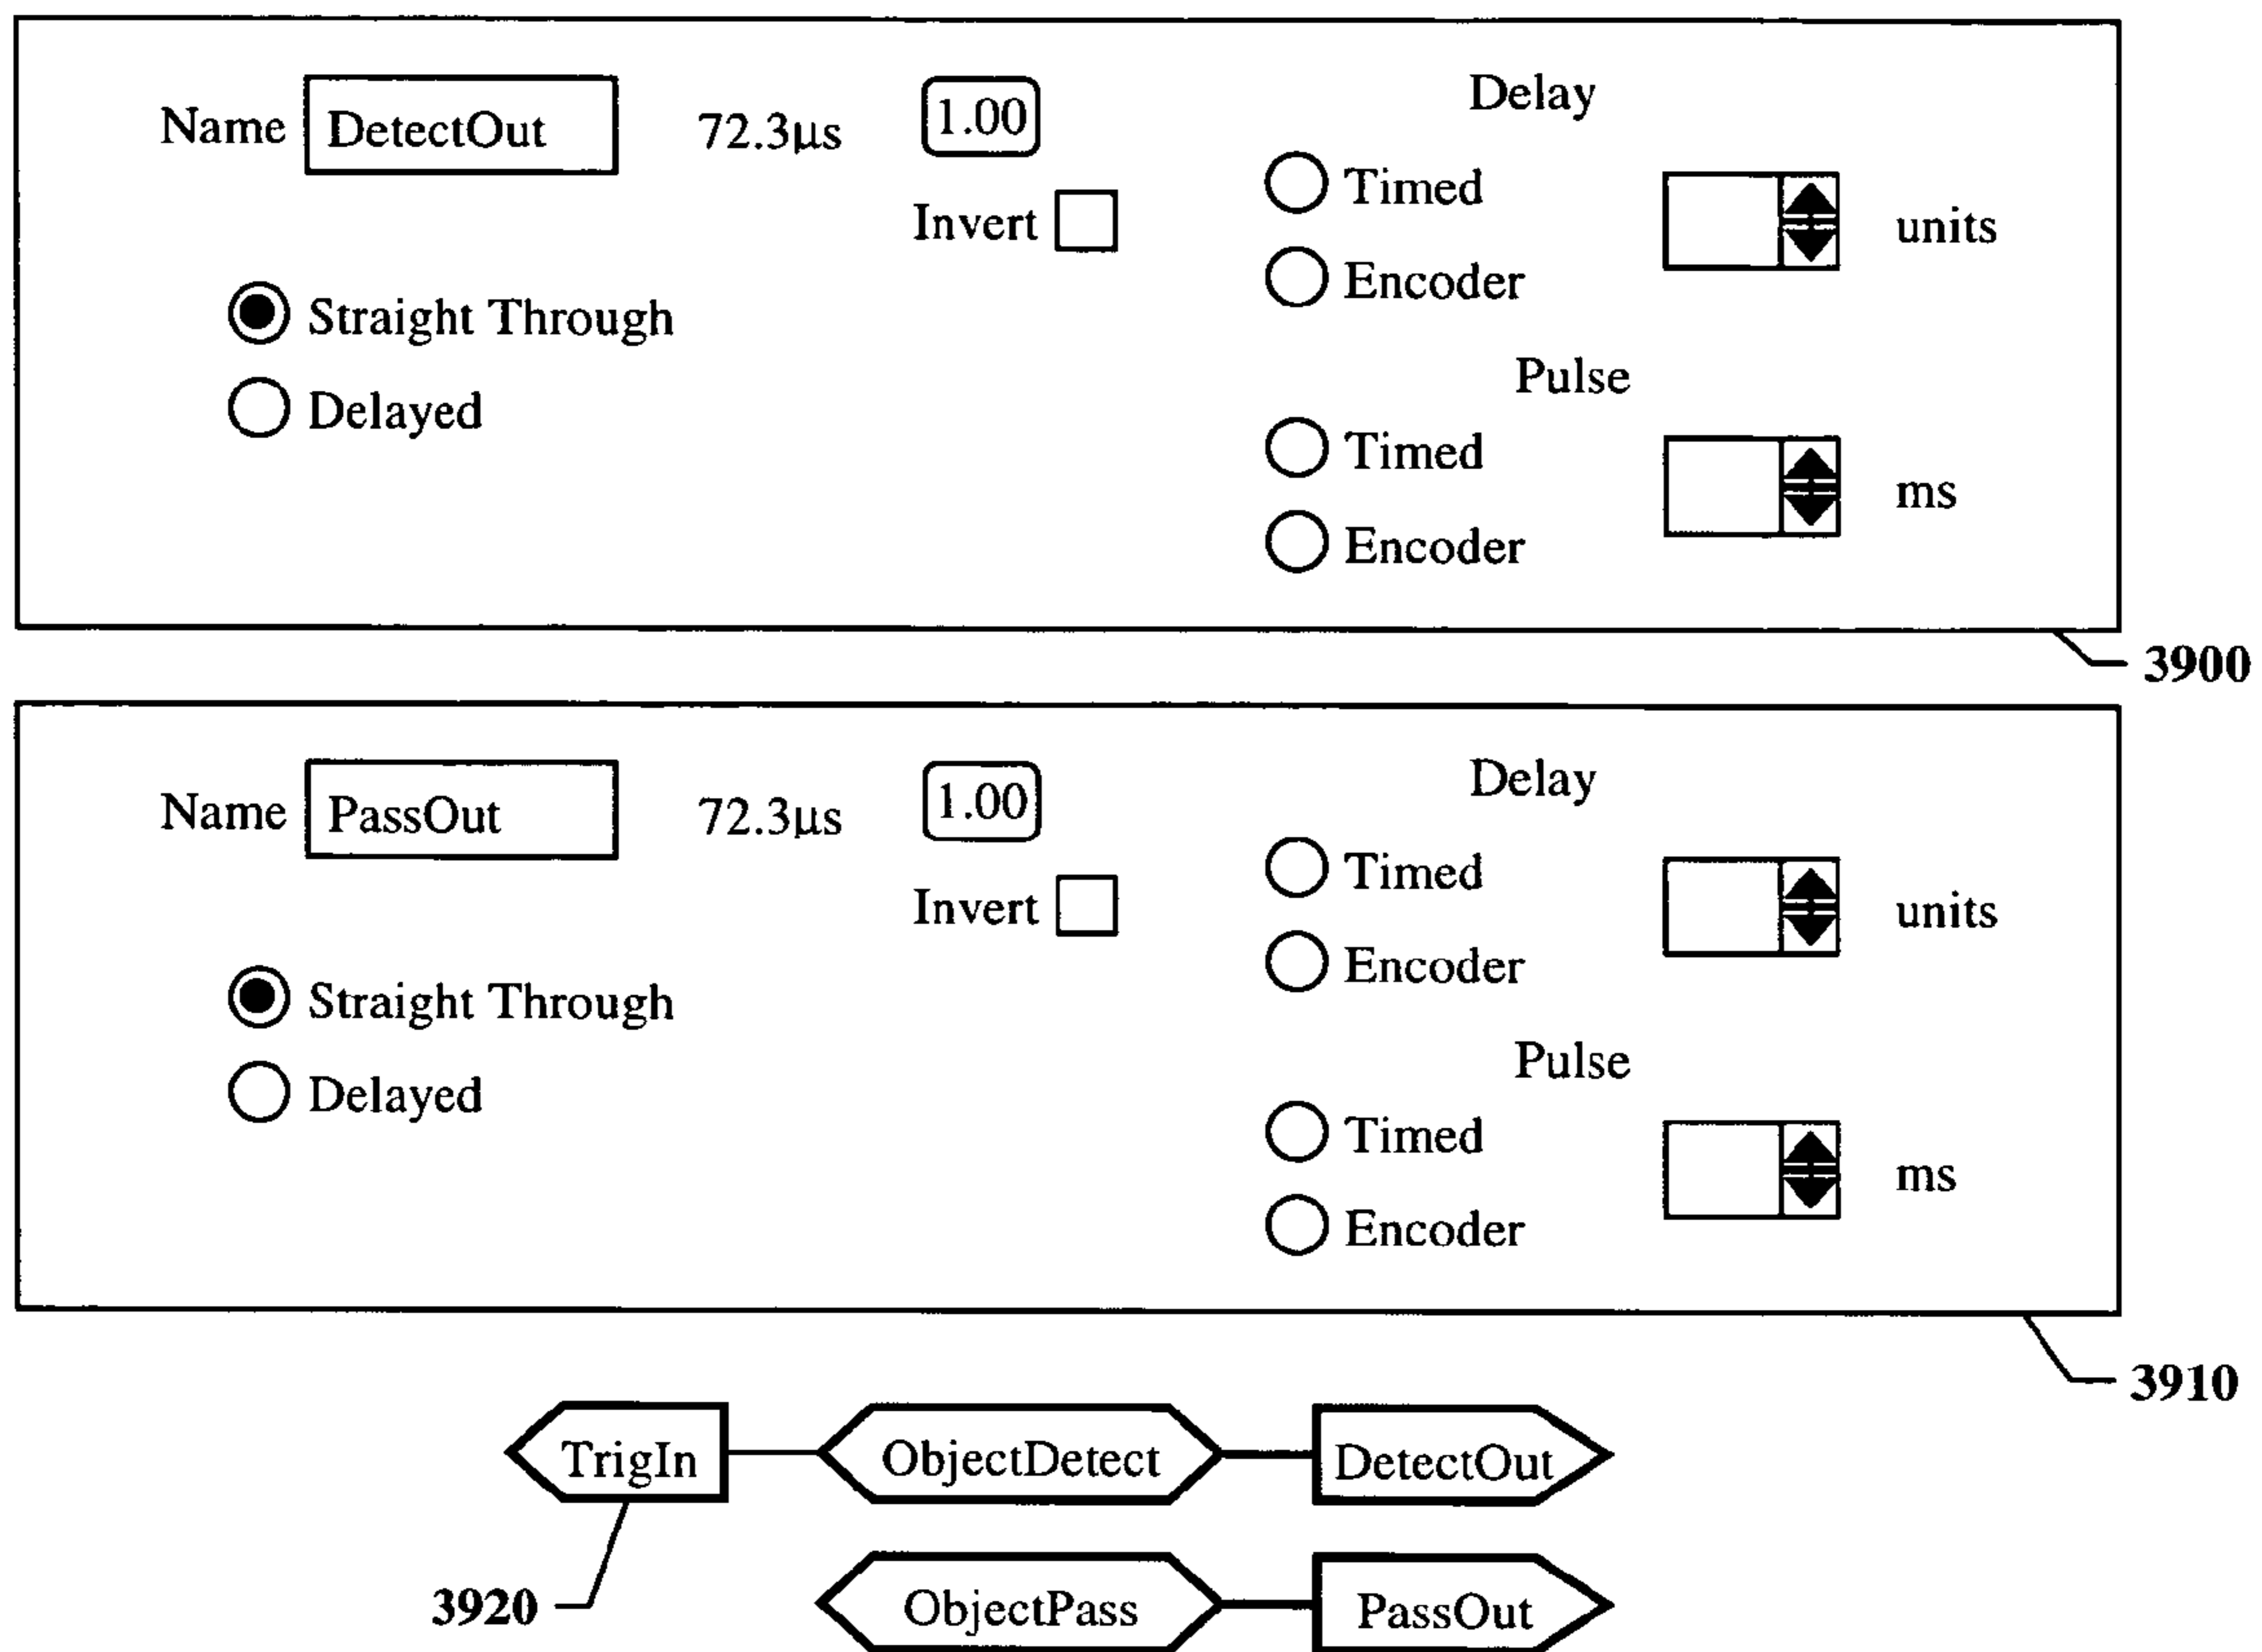 Name DetectOut 72.3µs 1.00 Delay
Invert Timed units
Encoder
Straight Through
Delayed
Pulse
Timed ms
Encoder
3900
Name PassOut 72.3µs 1.00 Delay
Invert Timed units
Encoder
Straight Through
Delayed
Pulse
Timed ms
Encoder
3910
TrigIn ObjectDetect DetectOut
3920 ObjectPass PassOut